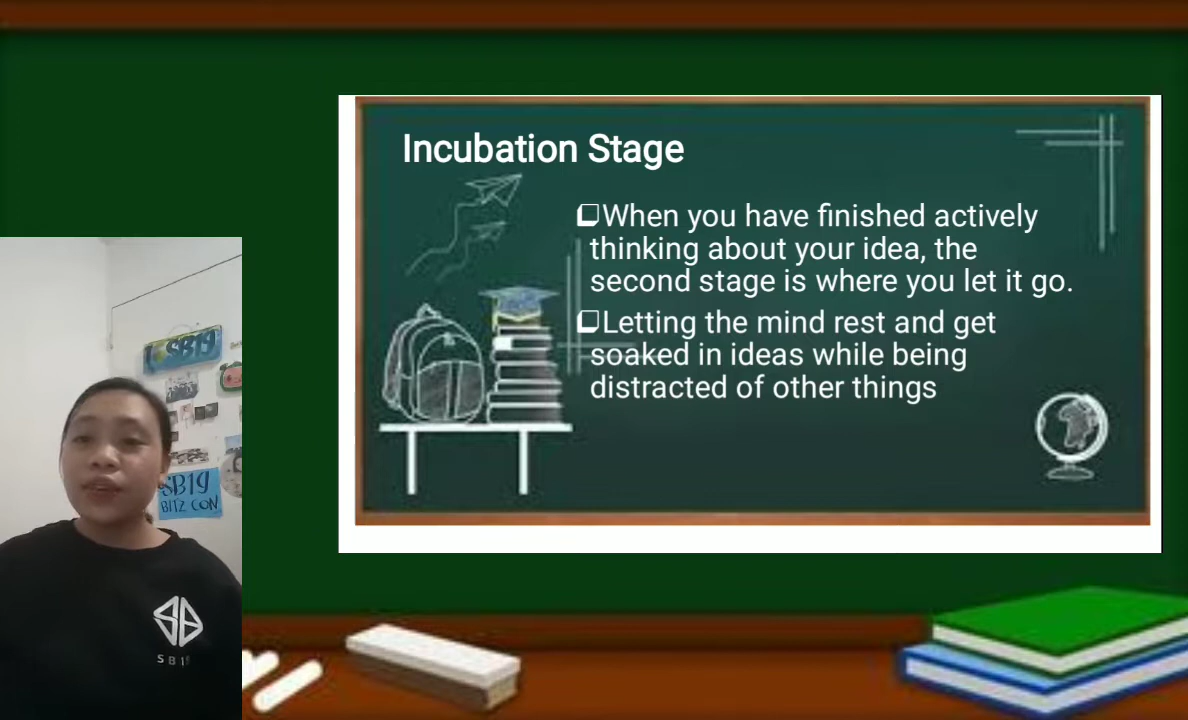 Incubation Stage
❑When you have finished actively
thinking about your idea, the
second stage is where you let it go.
❑Letting the mind rest and get
soaked in ideas while being
distracted of other things
SB19
SB19
BITZ CON